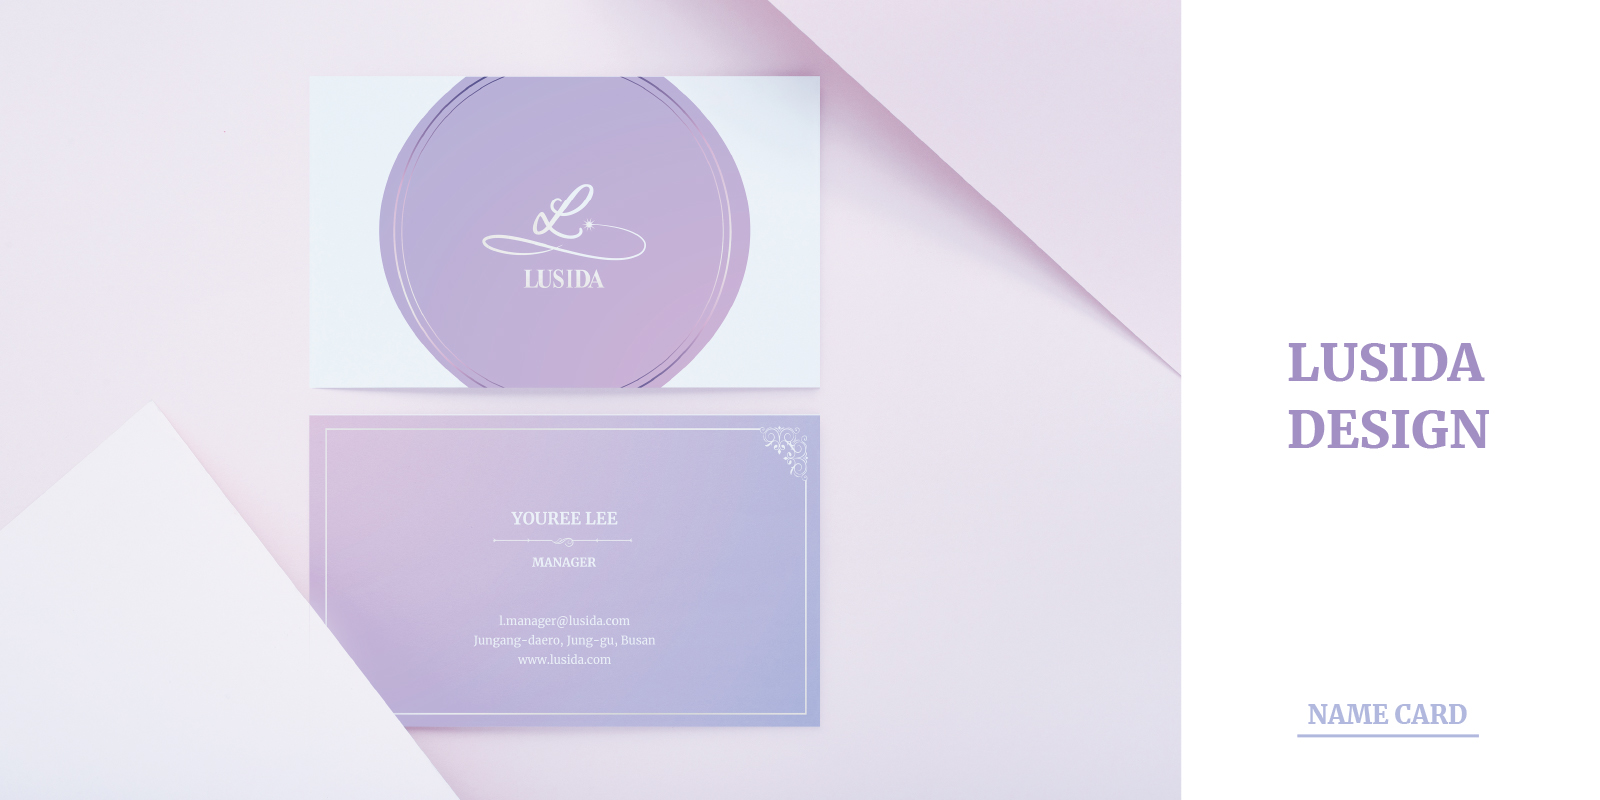 L
LUSIDA
YOUREE LEE
MANAGER
l.manager@lusida.com
Jungang-daero, Jung-gu, Busan
www.lusida.com
LUSIDA
DESIGN
NAME CARD